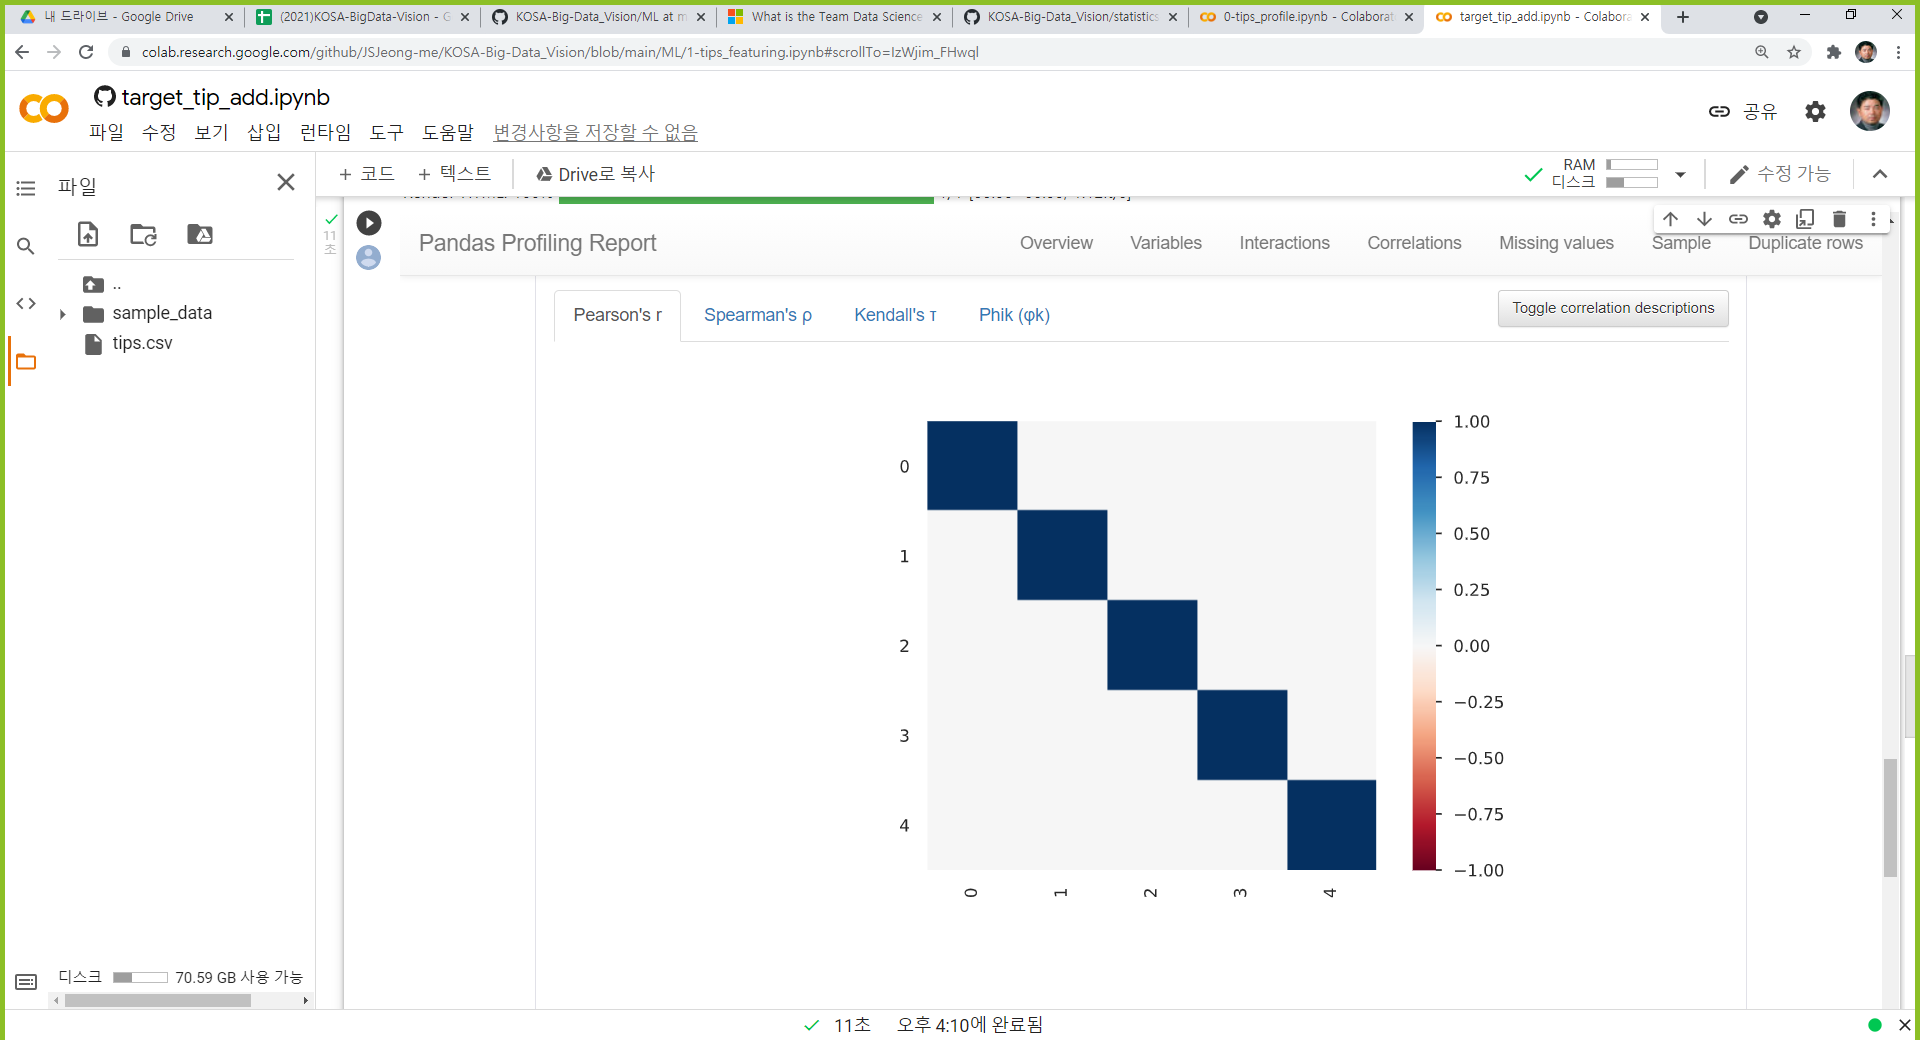 내 드라이브 - Google Drive
(2021)KOSA-BigData-Vision - G
KOSA-Big-Data_Vision/ML at m
What is the Team Data Science
KOSA-Big-Data_Vision/statistics
0-tips_profile.ipynb - Colaborat
target_tip_add.ipynb - Colabora
colab.research.google.com/github/JSJeong-me/KOSA-Big-Data_Vision/blob/main/ML/1-tips_featuring.ipynb#scrollTo=IzWjim_FHwql
target_tip_add.ipynb
공유
파일 수정 보기 삽입 런타임 도구 도움말 변경사항을 저장할 수 없음
파일
+ 코드 + 텍스트 Drive로 복사
RAM
디스크
수정 가능
11
초
Pandas Profiling Report
Overview Variables Interactions Correlations Missing values Sample Duplicate rows
..
sample_data
tips.csv
Pearson's r Spearman's ρ Kendall's τ Phik (φk)
Toggle correlation descriptions
0
1
2
3
4
0 1 2 3 4
1.00
0.75
0.50
0.25
0.00
−0.25
−0.50
−0.75
−1.00
디스크 70.59 GB 사용 가능
11초 오후 4:10에 완료됨